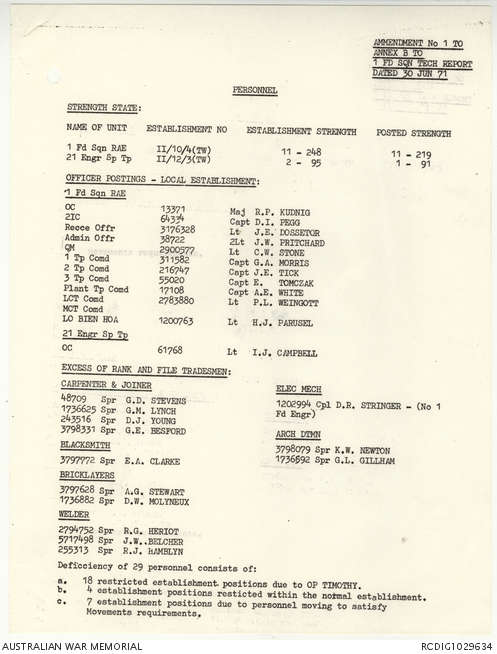 AMMENDMENT No 1 TO
ANNEX B TO
1 FD SQN TECH REPORT
DATED 30 JUN 71
PERSONNEL
STRENGTH STATE:
NAME OF UNIT ESTABLISHMENT NO ESTABLISHMENT STRENGTH POSTED STRENGTH
1 Fd Sqn RAE II/10/4(TW) 11 - 248 11 - 219
21 Engr Sp Tp II/12/3(TW) 2 - 95 1 - 91
OFFICER POSTINGS - LOCAL ESTABLISHMENT:
1 Fd Sqn RAE
OC 13371 Maj R.P. KUDNIG
2IC 64334 Capt D.I. PEGG
Recce Offr 3176328 Lt J.E. DOSSETOR
Admin Offr 38722 2Lt J.W. PRITCHARD
QM 2900577 Lt C.W. STONE
1 Tp Comd 311582 Capt G.A. MORRIS
2 Tp Comd 216747 Capt J.E. TICK
3 Tp Comd 55020 Capt E. TOMCZAK
Plant Tp Comd 17108 Capt A.E. WHITE
LCT Comd 2783880 Lt P.L. WEINGOTT
MCT Comd
LO BIEN HOA 1200763 Lt H.J. PARUSEL
21 Engr Sp Tp
OC 61768 Lt I.J. CAMPBELL
EXCESS OF RANK AND FILE TRADESMEN:
CARPENTER & JOINER
48709 Spr G.D. STEVENS
1736625 Spr G.M. LYNCH
243516 Spr D.J. YOUNG
3798331 Spr G.E. BESFORD
BLACKSMITH
3797772 Spr E.A. CLARKE
BRICKLAYERS
3797628 Spr A.G. STEWART
1736882 Spr D.W. MOLYNEUX
WELDER
2794752 Spr R.G. HERIOT
5717498 Spr J.W. BELCHER
255313 Spr R.J. HAMBLYN
ELEC MECH
1202994 Cpl D.R. STRINGER - (No 1
Fd Engr)
ARCH DTMN
3798079 Spr K.W. NEWTON
1736592 Spr G.L. GILLHAM
Defficiency of 29 personnel consists of:
a. 18 restricted establishment positions due to OP TIMOTHY.
b. 4 establishment positions resticted within the normal establishment.
c. 7 establishment positions due to personnel moving to satisfy
Movements requirements.
AUSTRALIAN WAR MEMORIAL RCDIG1029634